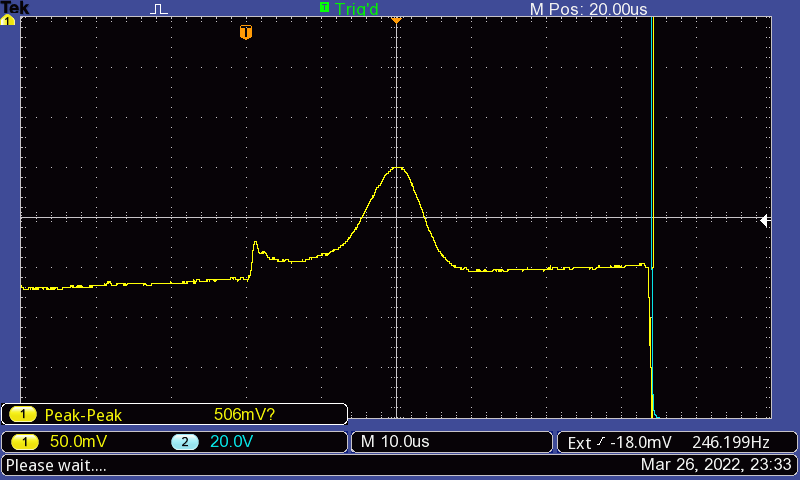 Tek T Trig'd M Pos: 20.00us
1
T
1 Peak-Peak 506mV?
1 50.0mV 2 20.0V M 10.0us Ext -18.0mV 246.199Hz
Please wait.... Mar 26, 2022, 23:33